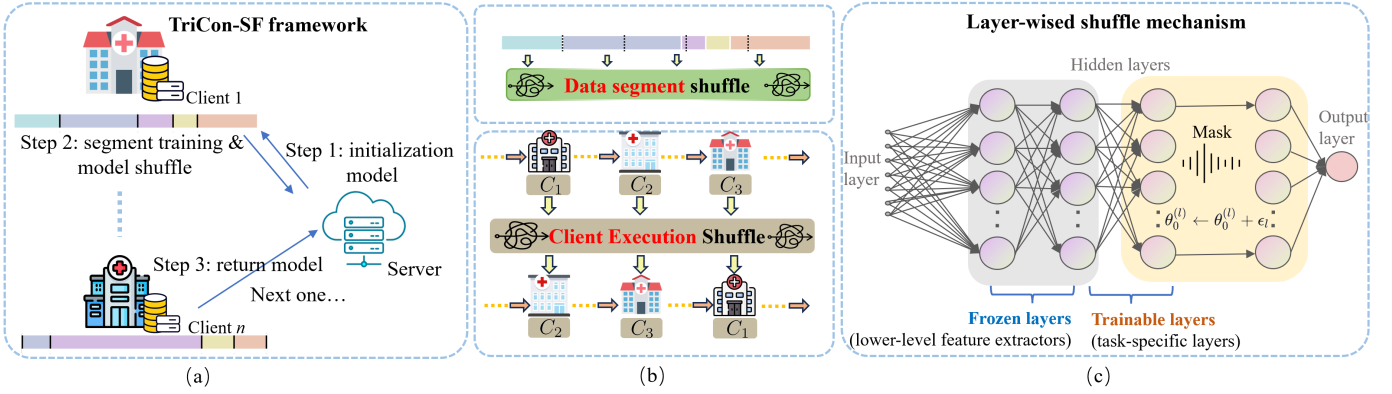 TriCon-SF framework
Client 1
Step 2: segment training &
model shuffle
Step 1: initialization
model
Server
Step 3: return model
Next one…
Client n
(a)
Data segment shuffle
C₁ C₂ C₃
Client Execution Shuffle
C₂ C₃ C₁
(b)
Layer-wised shuffle mechanism
Hidden layers
Input
layer
Mask
θ₀⁽ˡ⁾ ← θ₀⁽ˡ⁾ + ϵₗ
Output
layer
Frozen layers
(lower-level feature extractors)
Trainable layers
(task-specific layers)
(c)